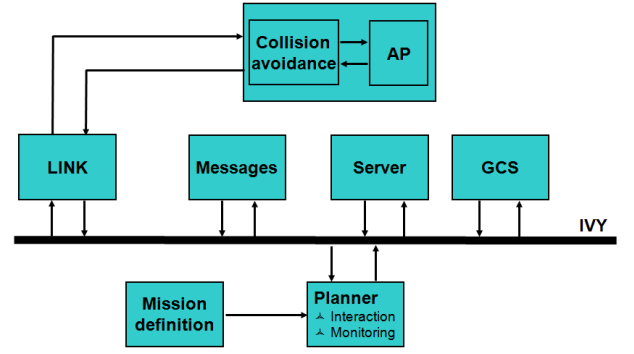 Collision
avoidance
AP
LINK
Messages
Server
GCS
IVY
Mission
definition
Planner
Interaction
Monitoring